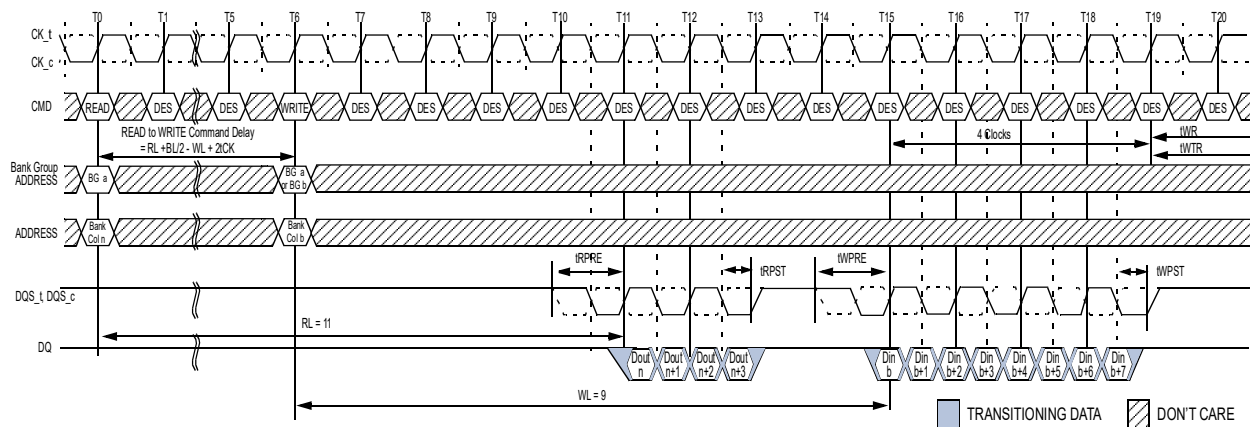 T0 T1 T5 T6 T7 T8 T9 T10 T11 T12 T13 T14 T15 T16 T17 T18 T19 T20
CK_t
CK_c
CMD READ DES DES WRITE DES DES DES DES DES DES DES DES DES DES DES DES DES DES
READ to WRITE Command Delay
= RL +BL/2 - WL + 2tCK
4 Clocks
tWR
tWTR
Bank Group
ADDRESS
BG a
BG a
or BG b
ADDRESS
Bank
Col n
Bank
Col b
tRPRE
tRPST
tWPRE
tWPST
DQS_t, DQS_c
RL = 11
DQ
Dout
n
Dout
n+1
Dout
n+2
Dout
n+3
Din
b
Din
b+1
Din
b+2
Din
b+3
Din
b+4
Din
b+5
Din
b+6
Din
b+7
WL = 9
TRANSITIONING DATA
DON'T CARE